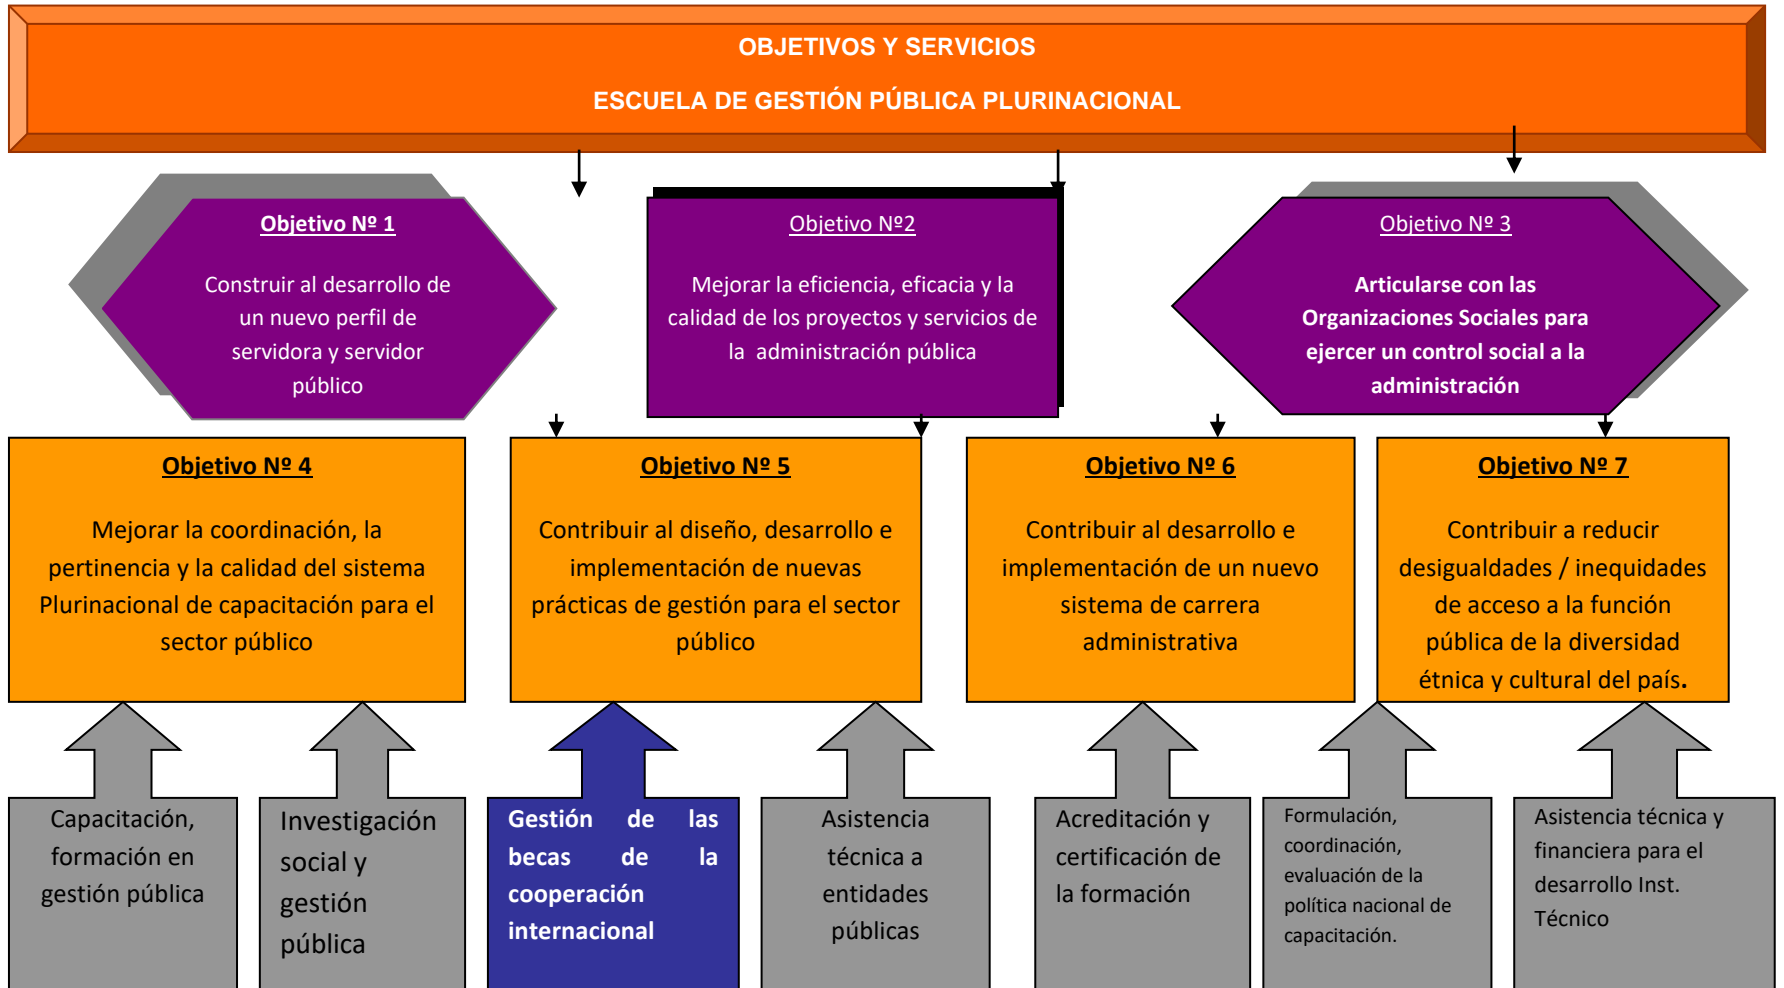 OBJETIVOS Y SERVICIOS
ESCUELA DE GESTIÓN PÚBLICA PLURINACIONAL
Objetivo Nº 1
Construir al desarrollo de
un nuevo perfil de
servidora y servidor
público
Objetivo Nº2
Mejorar la eficiencia, eficacia y la
calidad de los proyectos y servicios de
la administración pública
Objetivo Nº 3
Articularse con las
Organizaciones Sociales para
ejercer un control social a la
administración
Objetivo Nº 4
Mejorar la coordinación, la
pertinencia y la calidad del sistema
Plurinacional de capacitación para el
sector público
Objetivo Nº 5
Contribuir al diseño, desarrollo e
implementación de nuevas
prácticas de gestión para el sector
público
Objetivo Nº 6
Contribuir al desarrollo e
implementación de un nuevo
sistema de carrera
administrativa
Objetivo Nº 7
Contribuir a reducir
desigualdades / inequidades
de acceso a la función
pública de la diversidad
étnica y cultural del país.
Capacitación,
formación en
gestión pública
Investigación
social y
gestión
pública
Gestión de las
becas de la
cooperación
internacional
Asistencia
técnica a
entidades
públicas
Acreditación y
certificación de
la formación
Formulación,
coordinación,
evaluación de la
política nacional de
capacitación.
Asistencia técnica y
financiera para el
desarrollo Inst.
Técnico